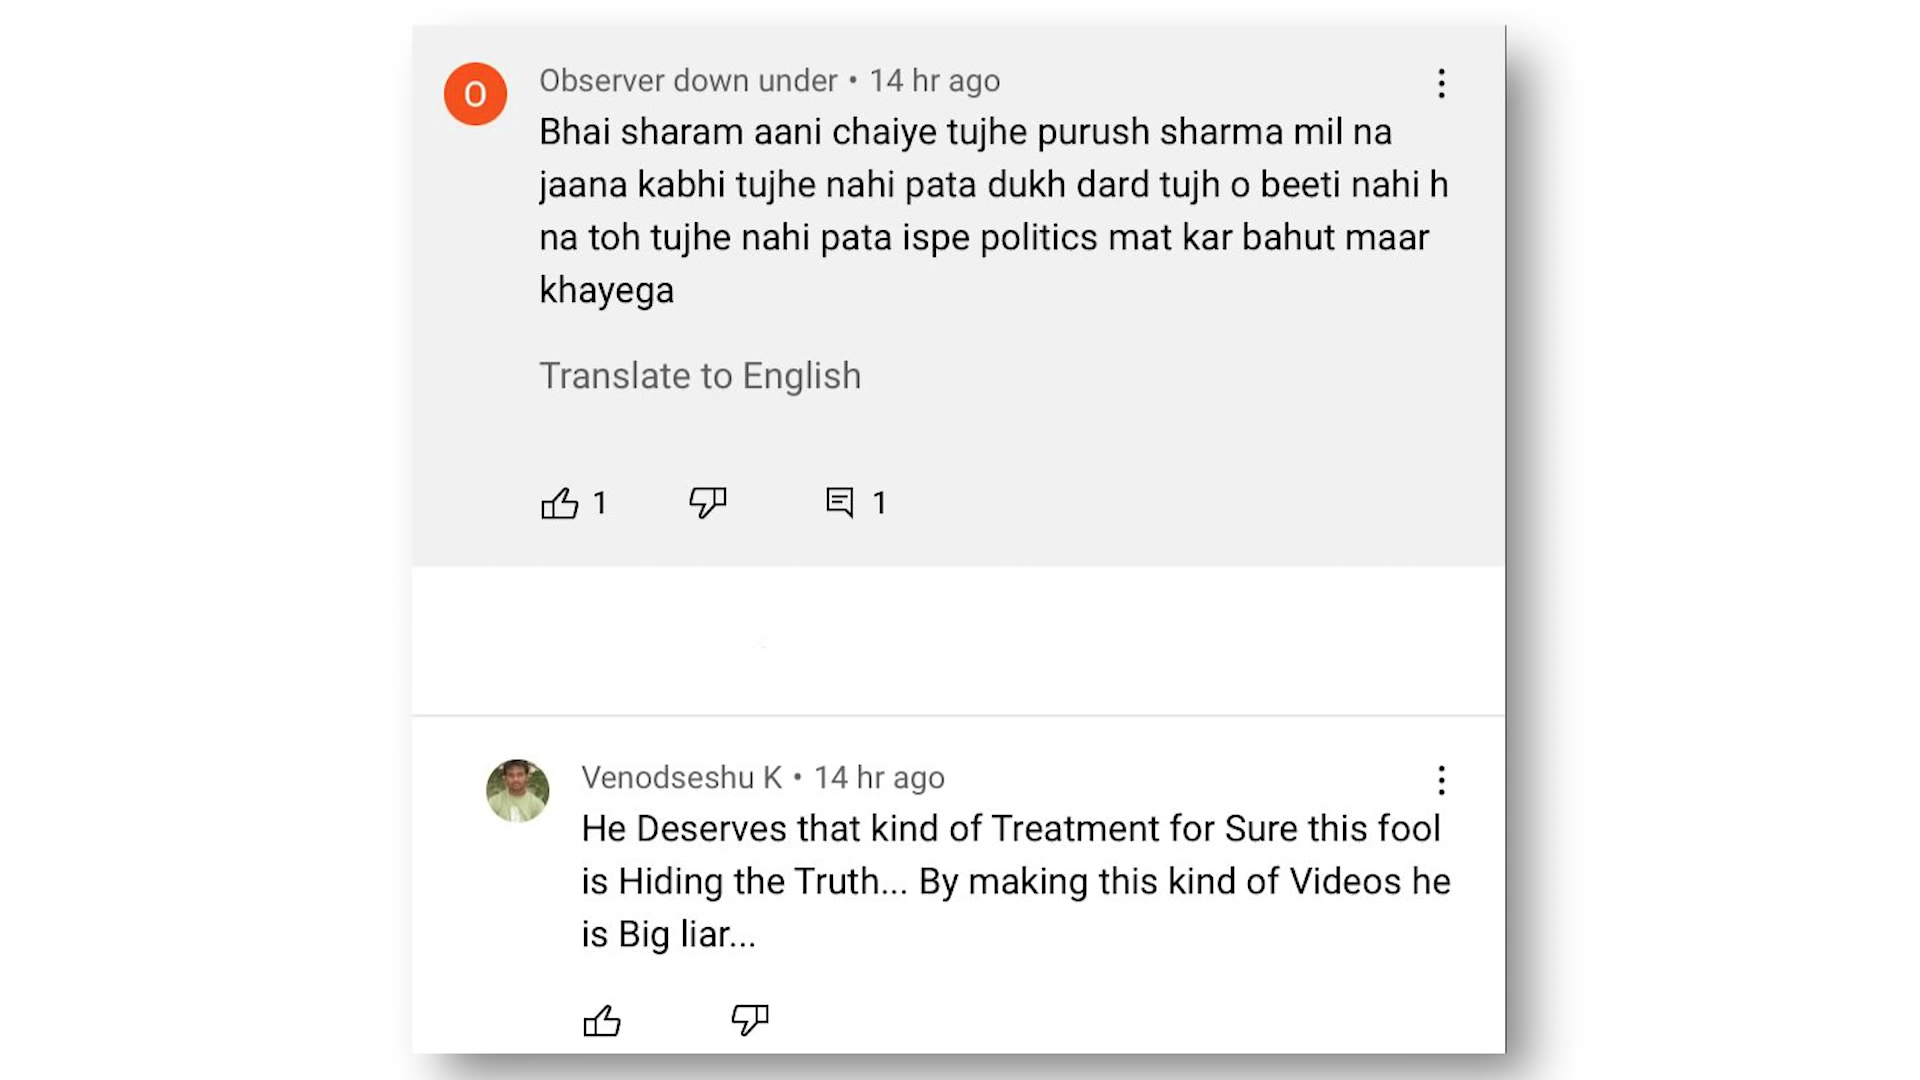 O
Observer down under • 14 hr ago
Bhai sharam aani chaiye tujhe purush sharma mil na
jaana kabhi tujhe nahi pata dukh dard tujh o beeti nahi h
na toh tujhe nahi pata ispe politics mat kar bahut maar
khayega
Translate to English
1 1
Venodseshu K • 14 hr ago
He Deserves that kind of Treatment for Sure this fool
is Hiding the Truth... By making this kind of Videos he
is Big liar...